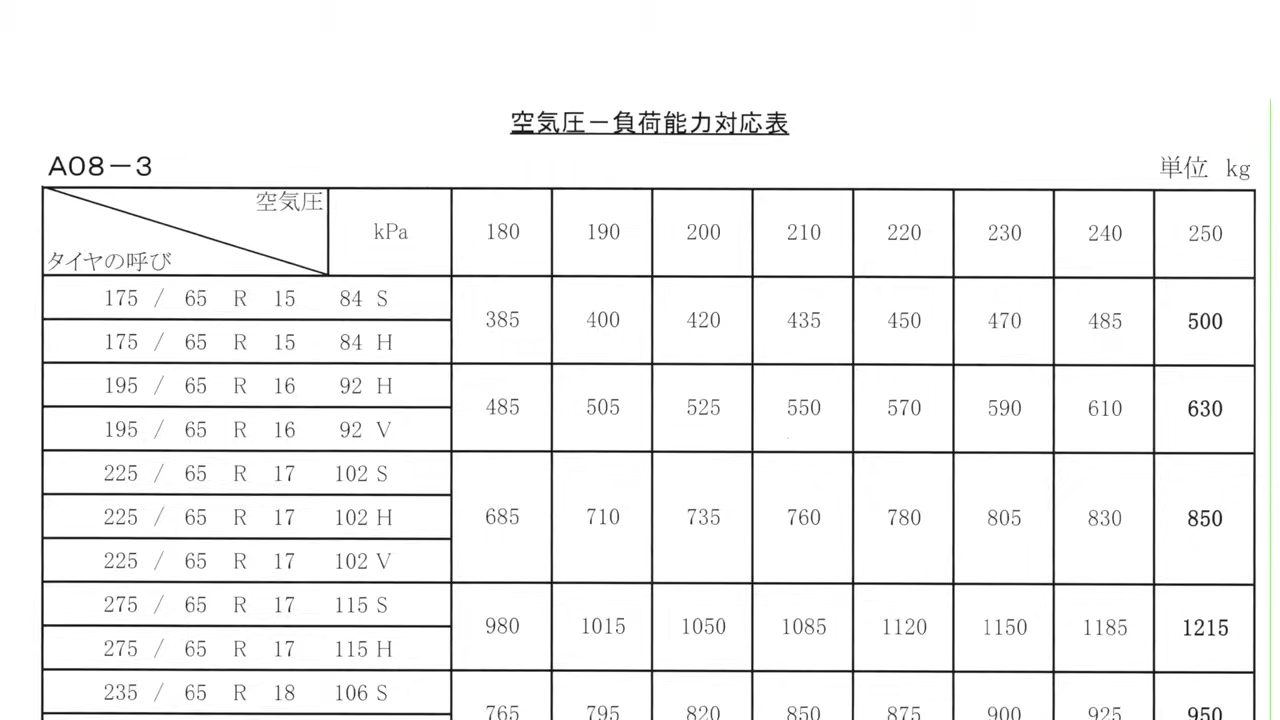 空気圧－負荷能力対応表
A08－3
単位 kg
空気圧 kPa 180 190 200 210 220 230 240 250
タイヤの呼び
175 / 65 R 15 84 S
385 400 420 435 450 470 485 500
175 / 65 R 15 84 H
195 / 65 R 16 92 H
485 505 525 550 570 590 610 630
195 / 65 R 16 92 V
225 / 65 R 17 102 S
225 / 65 R 17 102 H
685 710 735 760 780 805 830 850
225 / 65 R 17 102 V
275 / 65 R 17 115 S
980 1015 1050 1085 1120 1150 1185 1215
275 / 65 R 17 115 H
235 / 65 R 18 106 S
765 795 820 850 875 900 925 950